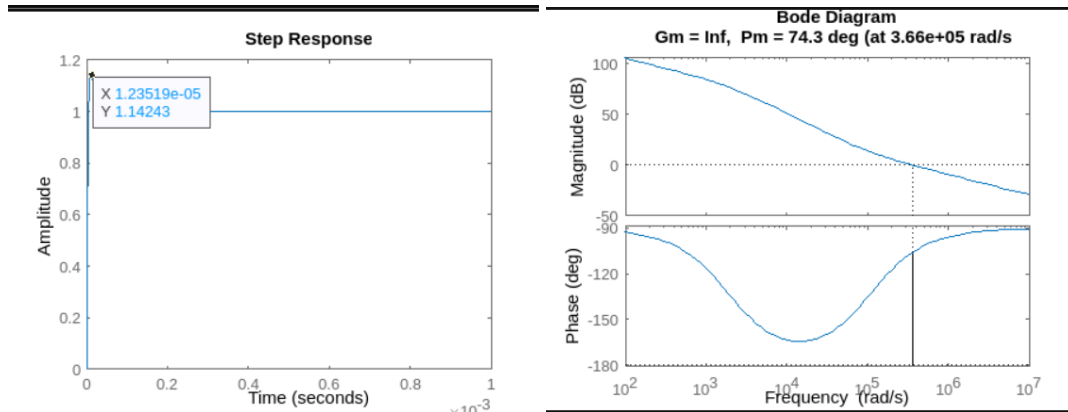 Step Response
1.2
1
0.8
0.6
0.4
0.2
0
Amplitude
X 1.23519e-05
Y 1.14243
0
0.2
0.4
0.6
0.8
1
Time (seconds)
×10⁻³
Bode Diagram
Gm = Inf, Pm = 74.3 deg (at 3.66e+05 rad/s
100
50
0
-50
Magnitude (dB)
-90
-120
-150
-180
Phase (deg)
10²
10³
10⁴
10⁵
10⁶
10⁷
Frequency (rad/s)